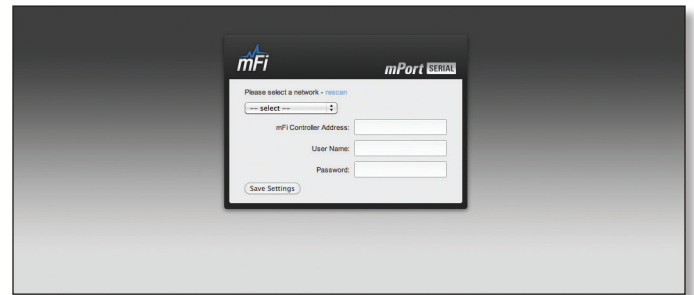 mFi
mPort SERIAL
Please select a network - rescan
-- select --
mFi Controller Address:
User Name:
Password:
Save Settings